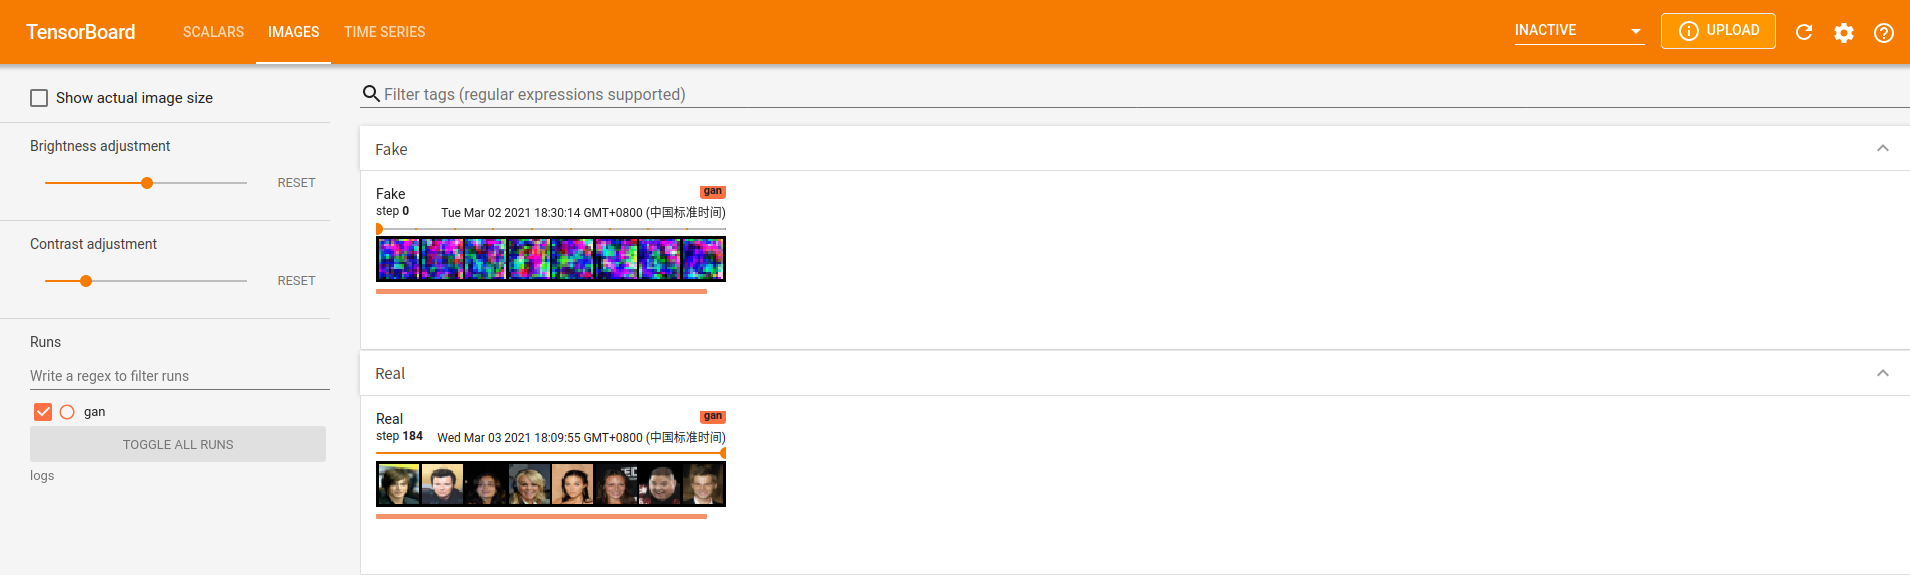 TensorBoard SCALARS IMAGES TIME SERIES INACTIVE UPLOAD
Show actual image size
Filter tags (regular expressions supported)
Brightness adjustment
RESET
Contrast adjustment
RESET
Runs
Write a regex to filter runs
gan
TOGGLE ALL RUNS
logs
Fake
Fake gan
step 0 Tue Mar 02 2021 18:30:14 GMT+0800 (中国标准时间)
Real
Real gan
step 184 Wed Mar 03 2021 18:09:55 GMT+0800 (中国标准时间)